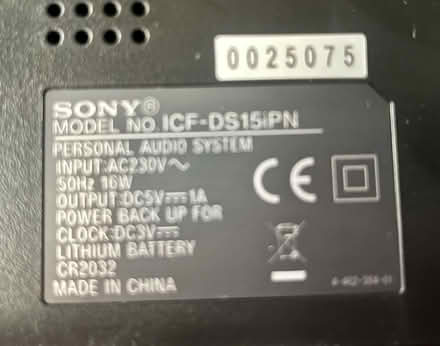 0025075
SONY®
MODEL NO. ICF-DS15iPN
PERSONAL AUDIO SYSTEM
INPUT:AC230V~
50Hz 16W
OUTPUT:DC5V⎓1A
POWER BACK UP FOR
CLOCK:DC3V⎓
LITHIUM BATTERY
CR2032
MADE IN CHINA
CE